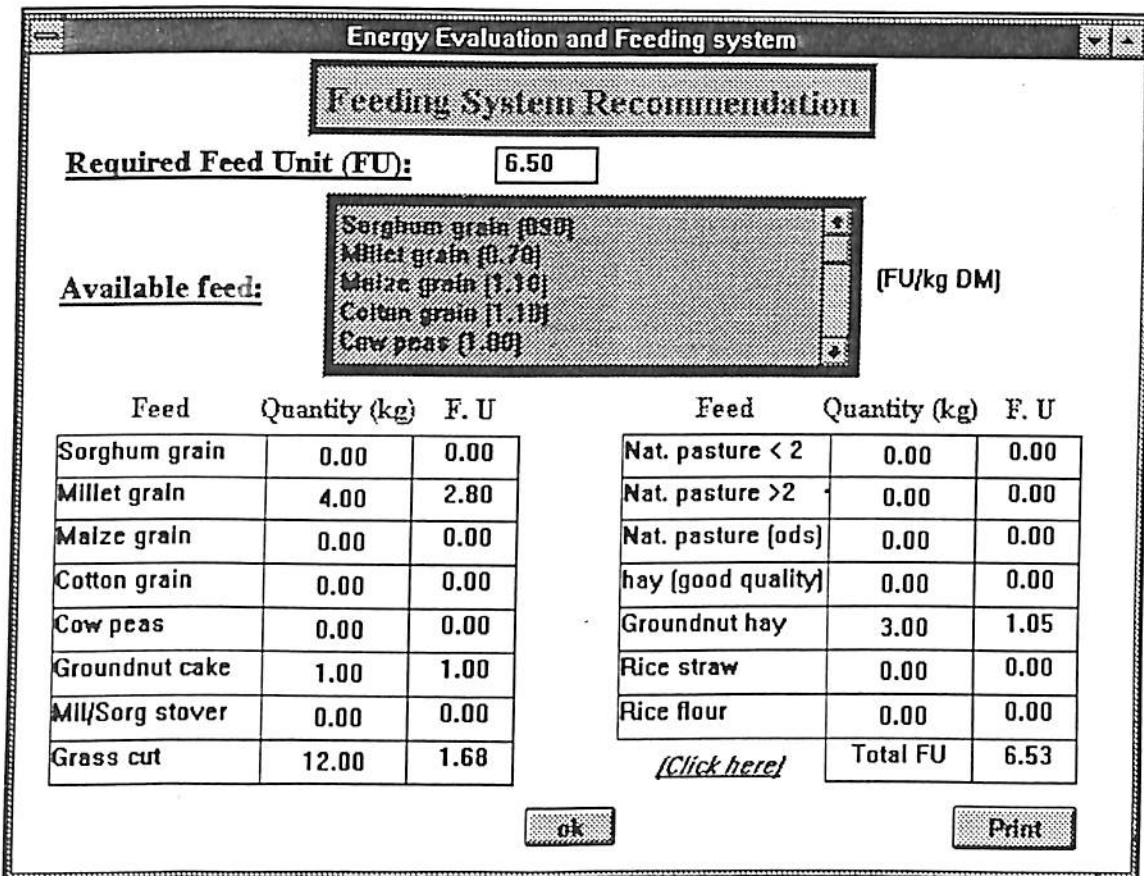 Energy Evaluation and Feeding system
Feeding System Recommendation
Required Feed Unit (FU): 6.50
Available feed:
Sorghum grain (090)
Millet grain (0.70)
Maize grain (1.10)
Cotton grain (1.10)
Cow peas (1.00)
(FU/kg DM)
Feed Quantity (kg) F. U
Sorghum grain 0.00 0.00
Millet grain 4.00 2.80
Maize grain 0.00 0.00
Cotton grain 0.00 0.00
Cow peas 0.00 0.00
Groundnut cake 1.00 1.00
Mil/Sorg stover 0.00 0.00
Grass cut 12.00 1.68
Feed Quantity (kg) F. U
Nat. pasture < 2 0.00 0.00
Nat. pasture >2 0.00 0.00
Nat. pasture (ods) 0.00 0.00
hay (good quality) 0.00 0.00
Groundnut hay 3.00 1.05
Rice straw 0.00 0.00
Rice flour 0.00 0.00
(Click here) Total FU 6.53
ok
Print